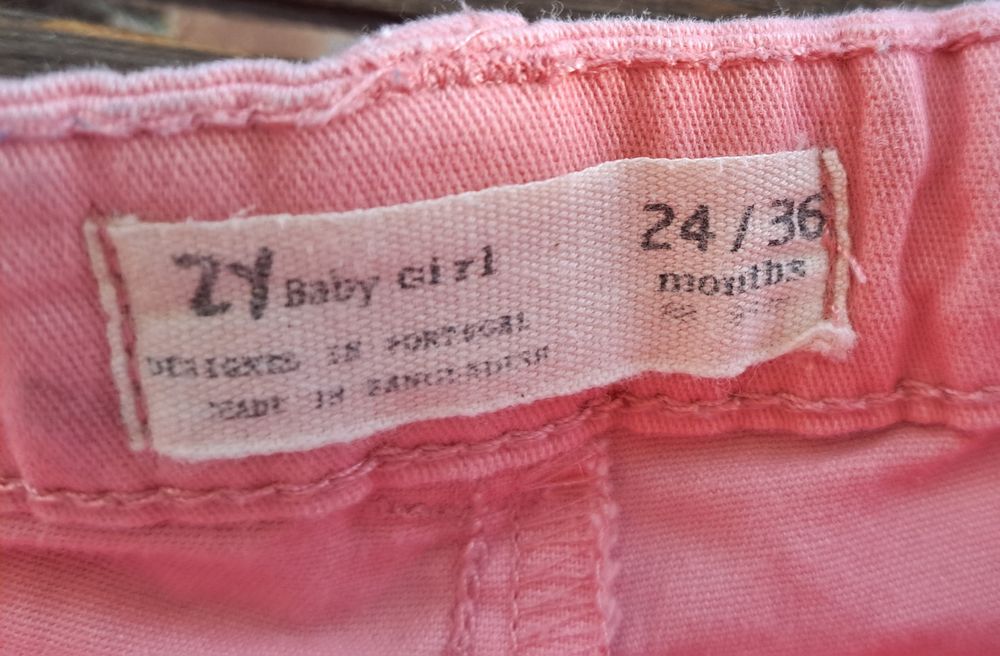 ZY Baby Girl
24/36
months
DESIGNED IN PORTUGAL
MADE IN BANGLADESH